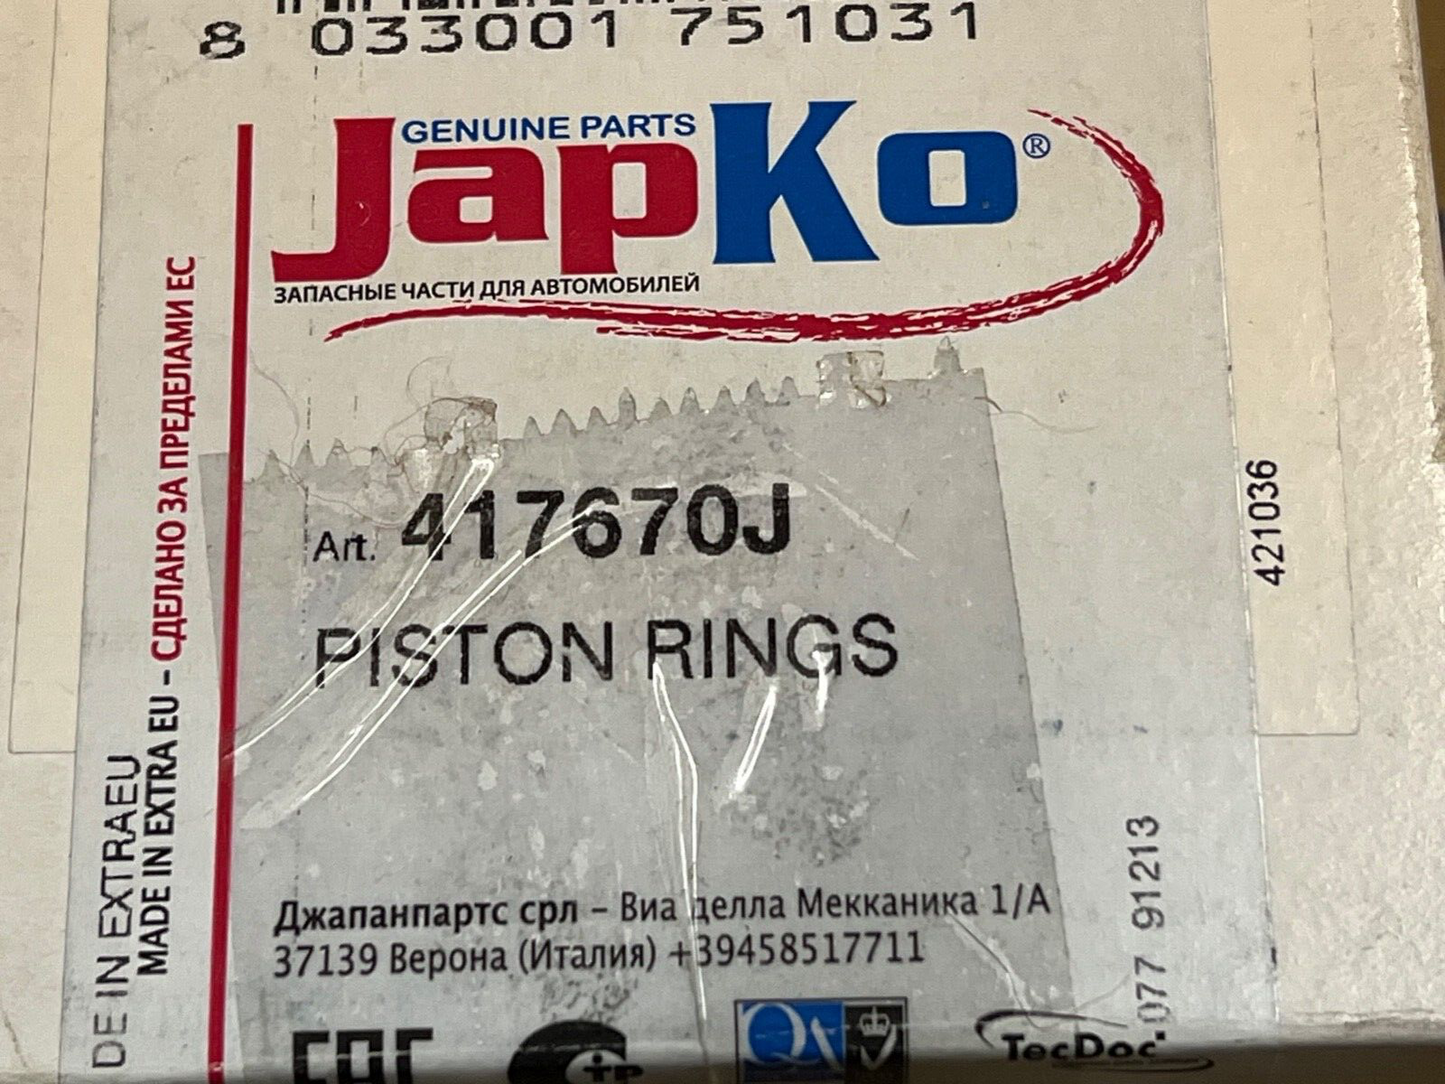 8 033001 751031
GENUINE PARTS
JapKo®
ЗАПАСНЫЕ ЧАСТИ ДЛЯ АВТОМОБИЛЕЙ
Art. 417670J
PISTON RINGS
Джапанпартс срл – Виа делла Мекканика 1/А
37139 Верона (Италия) +39458517711
EAC
QA
TecDoc
DE IN EXTRAEU
MADE IN EXTRA EU – СДЕЛАНО ЗА ПРЕДЕЛАМИ ЕС
077 91213
421036